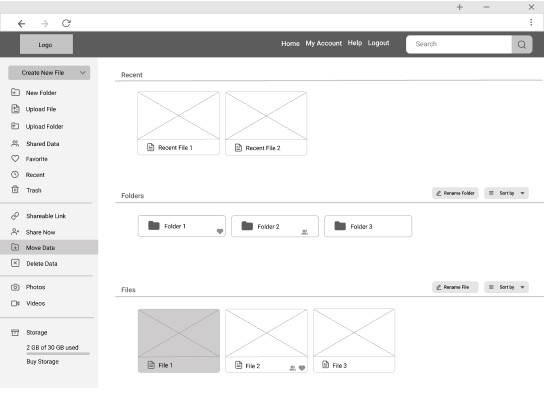 Logo
Home My Account Help Logout
Search
Create New File
New Folder
Upload File
Upload Folder
Shared Data
Favorite
Recent
Trash
Shareable Link
Share Now
Move Data
Delete Data
Photos
Videos
Storage
2 GB of 30 GB used
Buy Storage
Recent
Recent File 1
Recent File 2
Folders
Rename Folder
Sort by
Folder 1
Folder 2
Folder 3
Files
Rename File
Sort by
File 1
File 2
File 3